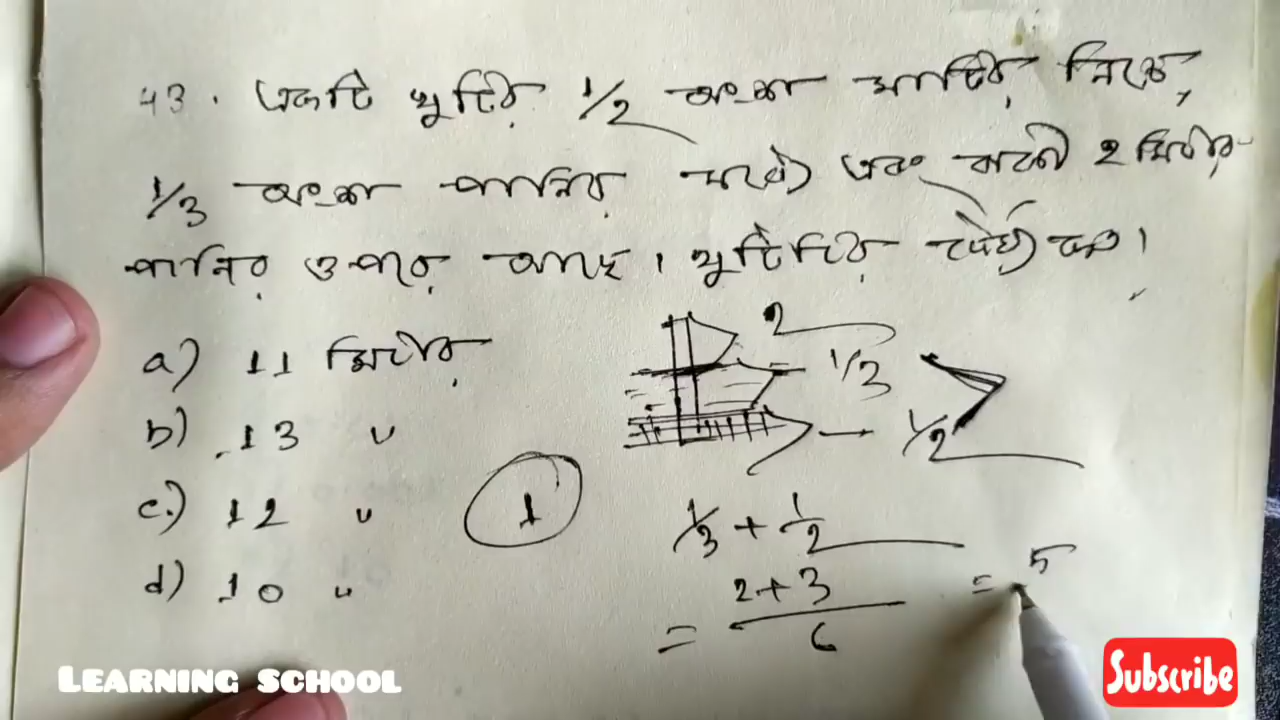 43. একটি খুটির 1/2 অংশ মাটির নিচে,
1/3 অংশ পানির মধ্যে এবং বাকী ২ মিটার
পানির ওপরে আছে। খুটিটির দৈর্ঘ্য কত।
a) 11 মিটার
b) 13 "
c.) 12 "
d) 10 "
2
1/3
1/2
1
1/3 + 1/2
= 2+3 / 6 = 5
LEARNING SCHOOL
Subscribe